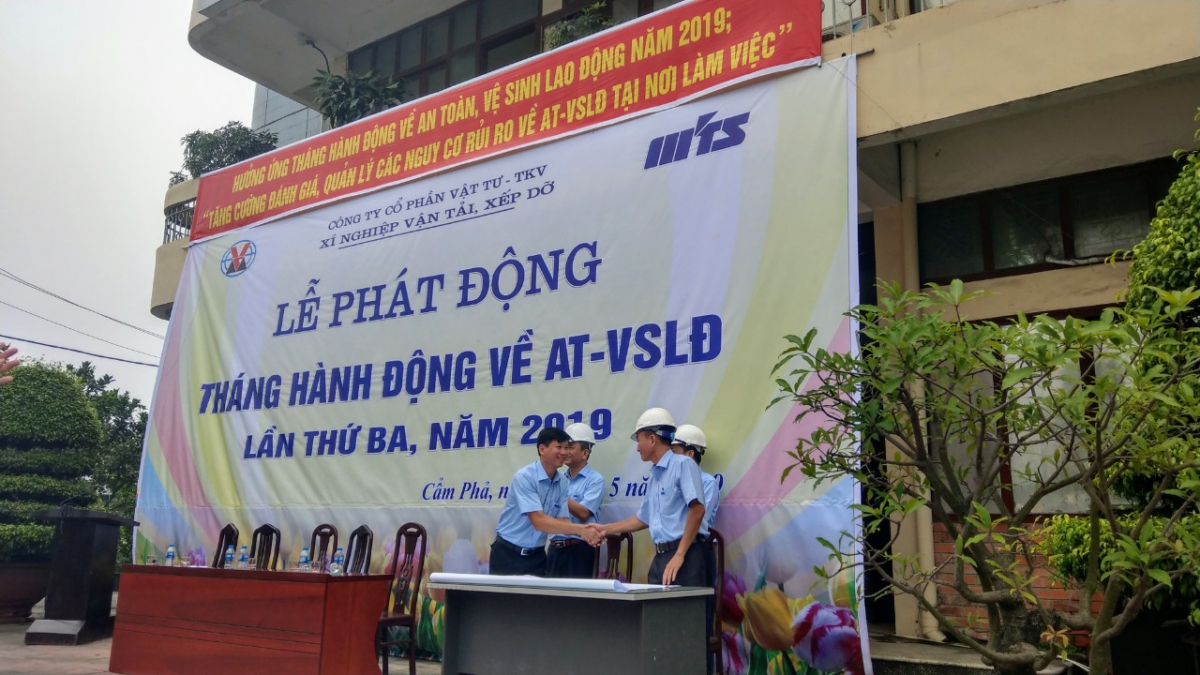 HƯỞNG ỨNG THÁNG HÀNH ĐỘNG VỀ AN TOÀN, VỆ SINH LAO ĐỘNG NĂM 2019;
"TĂNG CƯỜNG ĐÁNH GIÁ, QUẢN LÝ CÁC NGUY CƠ RỦI RO VỀ AT-VSLĐ TẠI NƠI LÀM VIỆC"
mts
CÔNG TY CỔ PHẦN VẬT TƯ - TKV
XÍ NGHIỆP VẬN TẢI, XẾP DỠ
LỄ PHÁT ĐỘNG
THÁNG HÀNH ĐỘNG VỀ AT-VSLĐ
LẦN THỨ BA, NĂM 2019
Cẩm Phả, 5